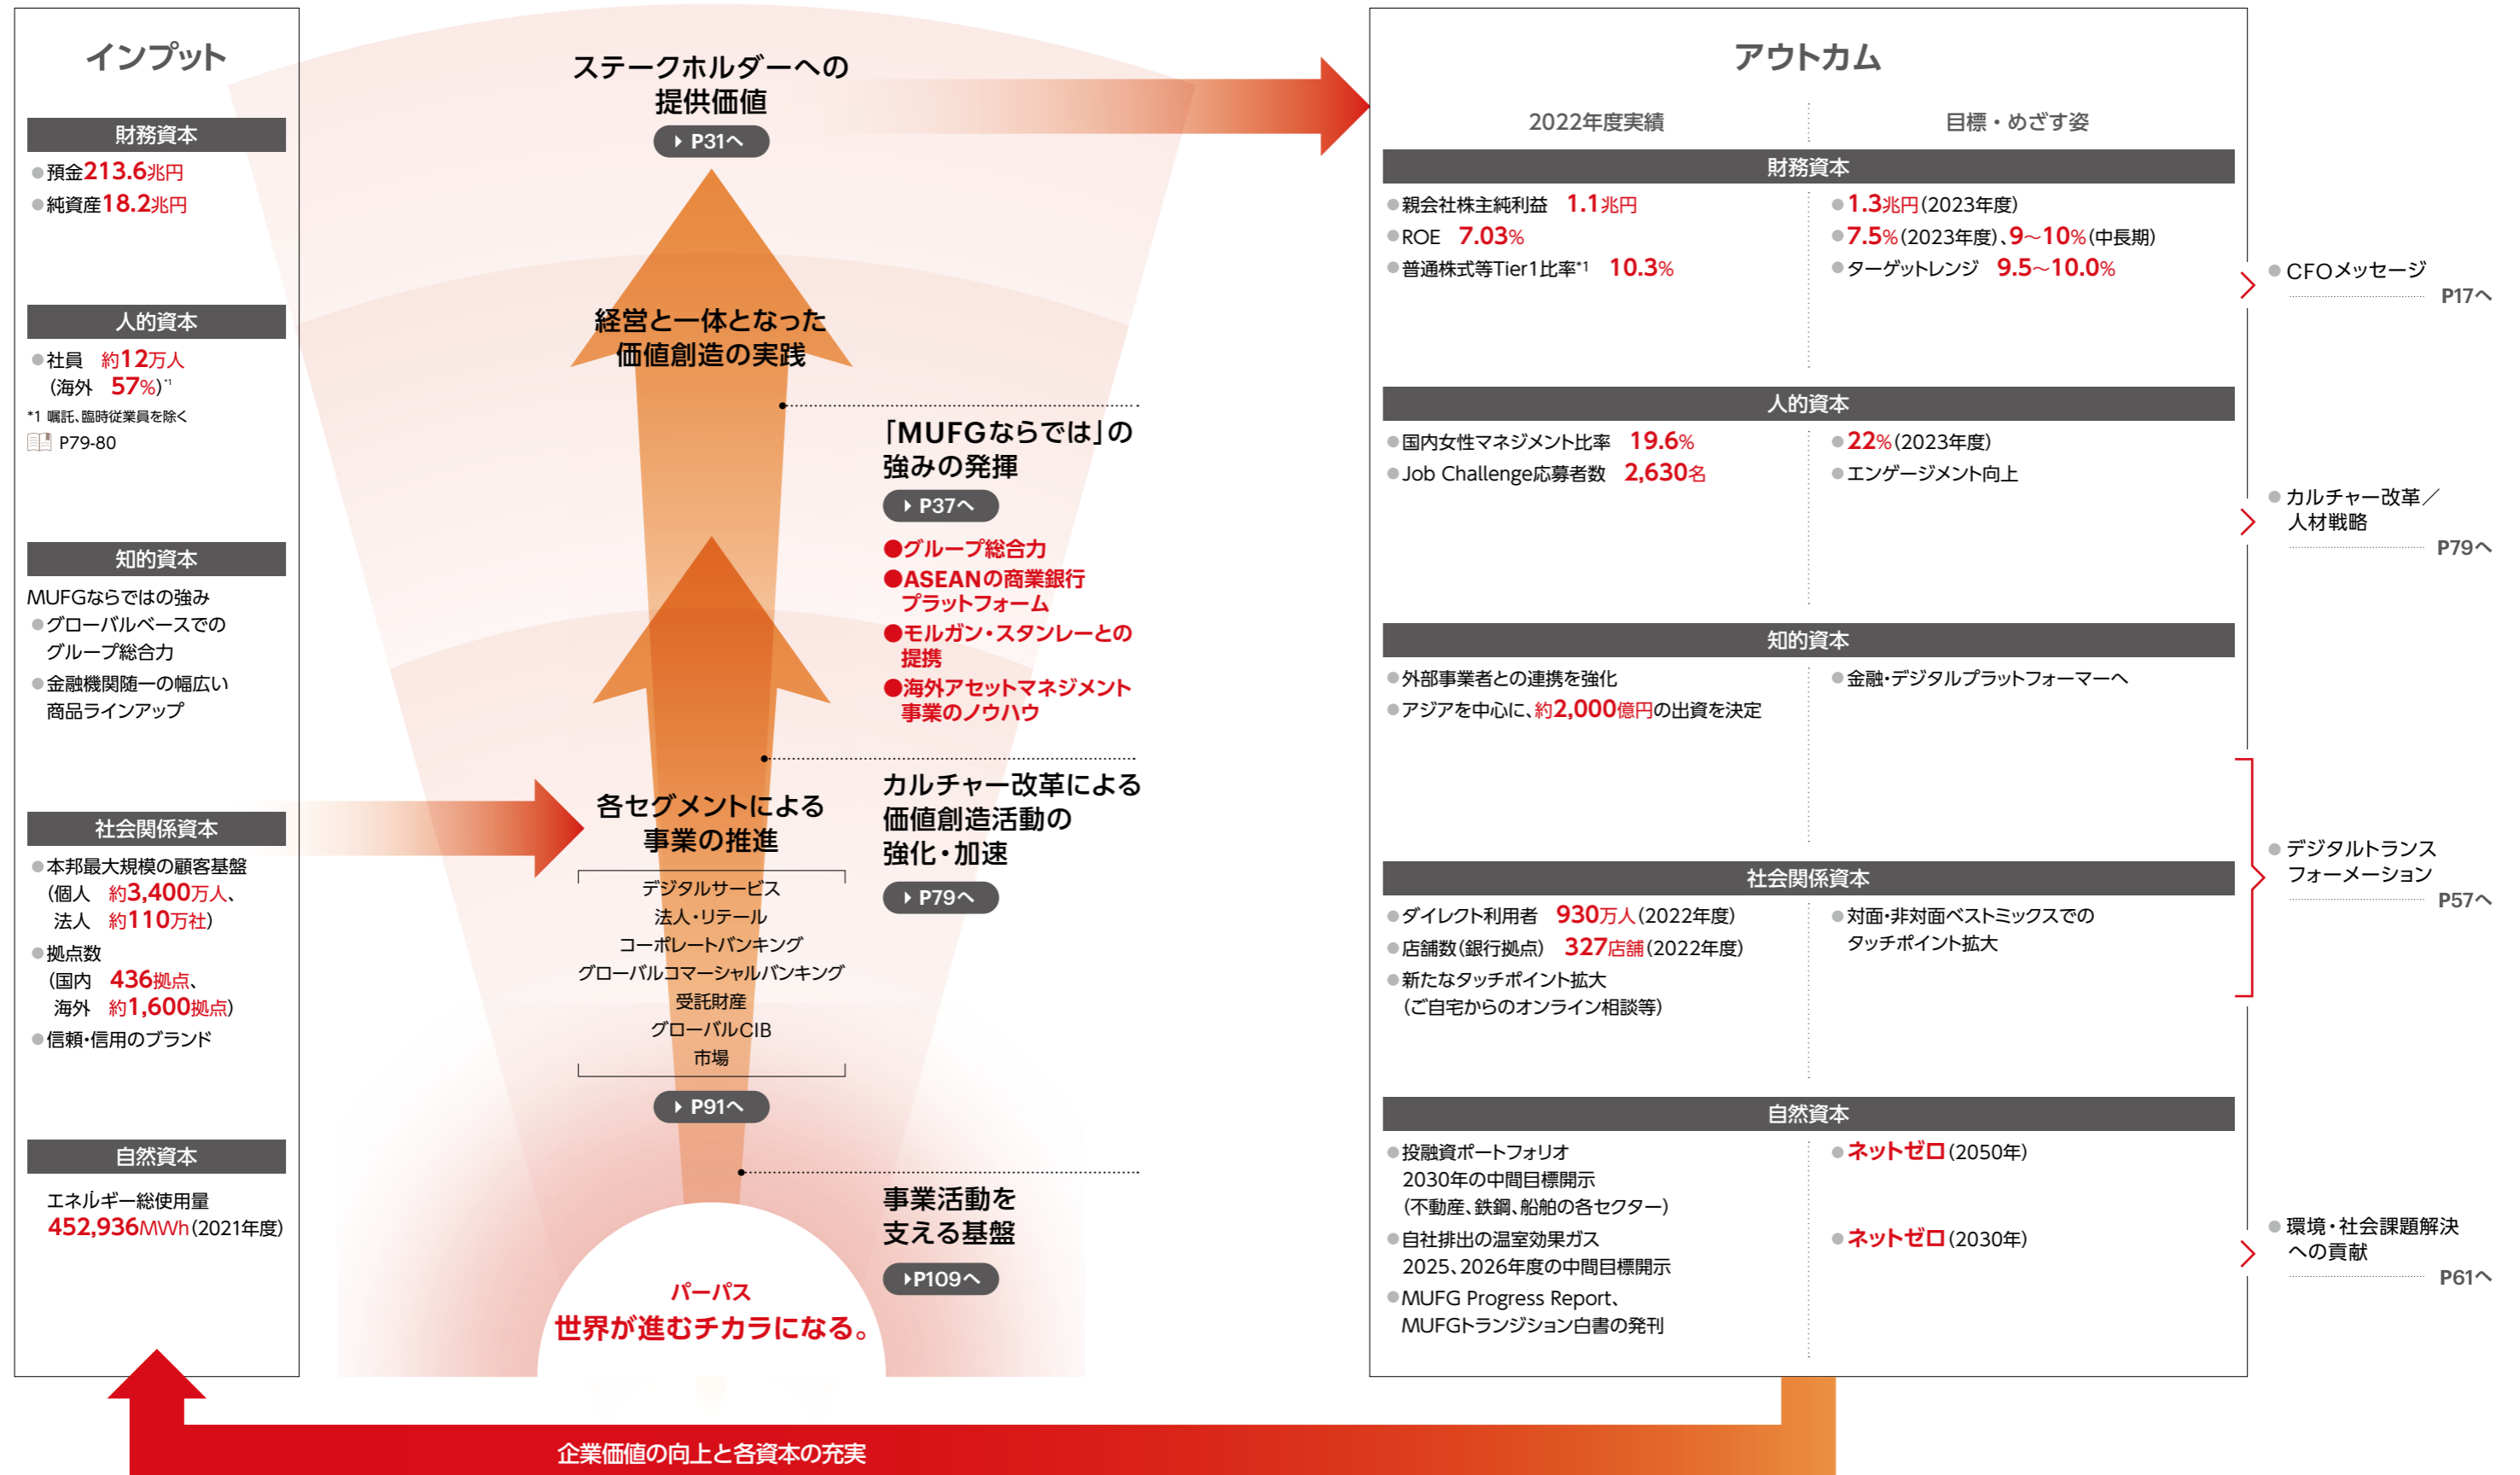 インプット
財務資本
●預金213.6兆円
●純資産18.2兆円
人的資本
●社員 約12万人
(海外 57%)*1
*1 嘱託、臨時従業員を除く
P79-80
知的資本
MUFGならではの強み
●グローバルベースでの
グループ総合力
●金融機関随一の幅広い
商品ラインアップ
社会関係資本
●本邦最大規模の顧客基盤
(個人 約3,400万人、
法人 約110万社)
●拠点数
(国内 436拠点、
海外 約1,600拠点)
●信頼・信用のブランド
自然資本
エネルギー総使用量
452,936MWh(2021年度)
ステークホルダーへの
提供価値
P31へ
経営と一体となった
価値創造の実践
「MUFGならでは」の
強みの発揮
P37へ
●グループ総合力
●ASEANの商業銀行
プラットフォーム
●モルガン・スタンレーとの
提携
●海外アセットマネジメント
事業のノウハウ
各セグメントによる
事業の推進
デジタルサービス
法人・リテール
コーポレートバンキング
グローバルコマーシャルバンキング
受託財産
グローバルCIB
市場
P91へ
カルチャー改革による
価値創造活動の
強化・加速
P79へ
事業活動を
支える基盤
P109へ
パーパス
世界が進むチカラになる。
アウトカム
2022年度実績
目標・めざす姿
財務資本
●親会社株主純利益 1.1兆円
●1.3兆円(2023年度)
●ROE 7.03%
●7.5%(2023年度)、9~10%(中長期)
●普通株式等Tier1比率*1 10.3%
●ターゲットレンジ 9.5~10.0%
人的資本
●国内女性マネジメント比率 19.6%
●22%(2023年度)
●Job Challenge応募者数 2,630名
●エンゲージメント向上
知的資本
●外部事業者との連携を強化
●金融・デジタルプラットフォーマーへ
●アジアを中心に、約2,000億円の出資を決定
社会関係資本
●ダイレクト利用者 930万人(2022年度)
●対面・非対面ベストミックスでの
タッチポイント拡大
●店舗数(銀行拠点) 327店舗(2022年度)
●新たなタッチポイント拡大
(ご自宅からのオンライン相談等)
自然資本
●投融資ポートフォリオ
2030年の中間目標開示
(不動産、鉄鋼、船舶の各セクター)
●ネットゼロ(2050年)
●自社排出の温室効果ガス
2025、2026年度の中間目標開示
●ネットゼロ(2030年)
●MUFG Progress Report、
MUFGトランジション白書の発刊
●CFOメッセージ
P17へ
●カルチャー改革/
人材戦略
P79へ
●デジタルトランス
フォーメーション
P57へ
●環境・社会課題解決
への貢献
P61へ
企業価値の向上と各資本の充実